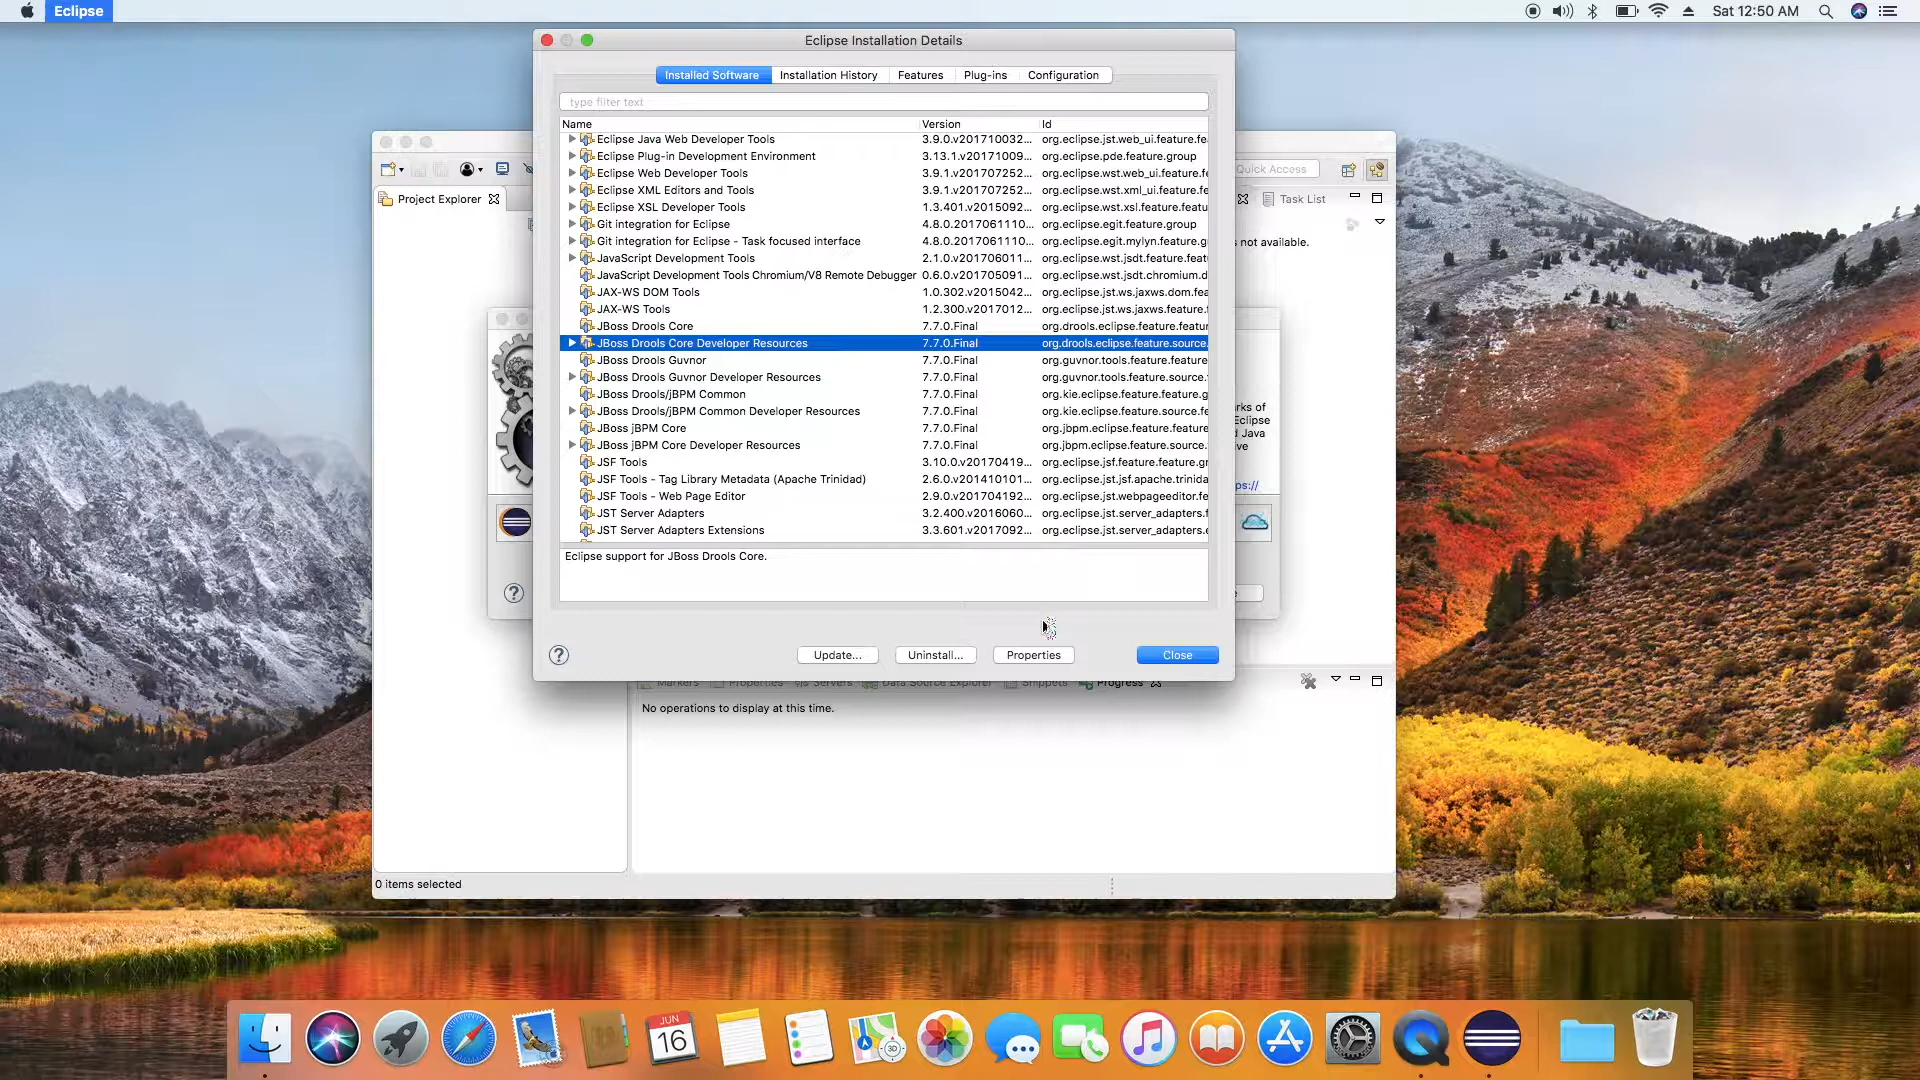 Eclipse
Sat 12:50 AM
Eclipse Installation Details
Installed Software
Installation History
Features
Plug-ins
Configuration
type filter text
Name
Version
Id
Eclipse Java Web Developer Tools 3.9.0.v201710032... org.eclipse.jst.web_ui.feature.fe
Eclipse Plug-in Development Environment 3.13.1.v20171009... org.eclipse.pde.feature.group
Eclipse Web Developer Tools 3.9.1.v201707252... org.eclipse.wst.web_ui.feature.fe
Eclipse XML Editors and Tools 3.9.1.v201707252... org.eclipse.wst.xml_ui.feature.fe
Eclipse XSL Developer Tools 1.3.401.v2015092... org.eclipse.wst.xsl.feature.featu
Git integration for Eclipse 4.8.0.2017061110... org.eclipse.egit.feature.group
Git integration for Eclipse - Task focused interface 4.8.0.2017061110... org.eclipse.egit.mylyn.feature.g
JavaScript Development Tools 2.1.0.v201706011... org.eclipse.wst.jsdt.feature.feat
JavaScript Development Tools Chromium/V8 Remote Debugger 0.6.0.v201705091... org.eclipse.wst.jsdt.chromium.d
JAX-WS DOM Tools 1.0.302.v2015042... org.eclipse.jst.ws.jaxws.dom.fea
JAX-WS Tools 1.2.300.v2017012... org.eclipse.jst.ws.jaxws.feature.f
JBoss Drools Core 7.7.0.Final org.drools.eclipse.feature.featur
JBoss Drools Core Developer Resources 7.7.0.Final org.drools.eclipse.feature.source.
JBoss Drools Guvnor 7.7.0.Final org.guvnor.tools.feature.feature
JBoss Drools Guvnor Developer Resources 7.7.0.Final org.guvnor.tools.feature.source.
JBoss Drools/jBPM Common 7.7.0.Final org.kie.eclipse.feature.feature.g
JBoss Drools/jBPM Common Developer Resources 7.7.0.Final org.kie.eclipse.feature.source.fe
JBoss jBPM Core 7.7.0.Final org.jbpm.eclipse.feature.feature
JBoss jBPM Core Developer Resources 7.7.0.Final org.jbpm.eclipse.feature.source.
JSF Tools 3.10.0.v20170419... org.eclipse.jsf.feature.feature.gr
JSF Tools - Tag Library Metadata (Apache Trinidad) 2.6.0.v201410101... org.eclipse.jst.jsf.apache.trinida
JSF Tools - Web Page Editor 2.9.0.v201704192... org.eclipse.jst.webpageeditor.fe
JST Server Adapters 3.2.400.v2016060... org.eclipse.jst.server_adapters.f
JST Server Adapters Extensions 3.3.601.v2017092... org.eclipse.jst.server_adapters.e
Eclipse support for JBoss Drools Core.
?
Update...
Uninstall...
Properties
Close
Project Explorer
Quick Access
Task List
not available.
rks of
Eclipse
d Java
ive
ps://
?
e
Markers
Properties
Servers
Data Source Explorer
Snippets
Progress
No operations to display at this time.
0 items selected
JUN
16
3D